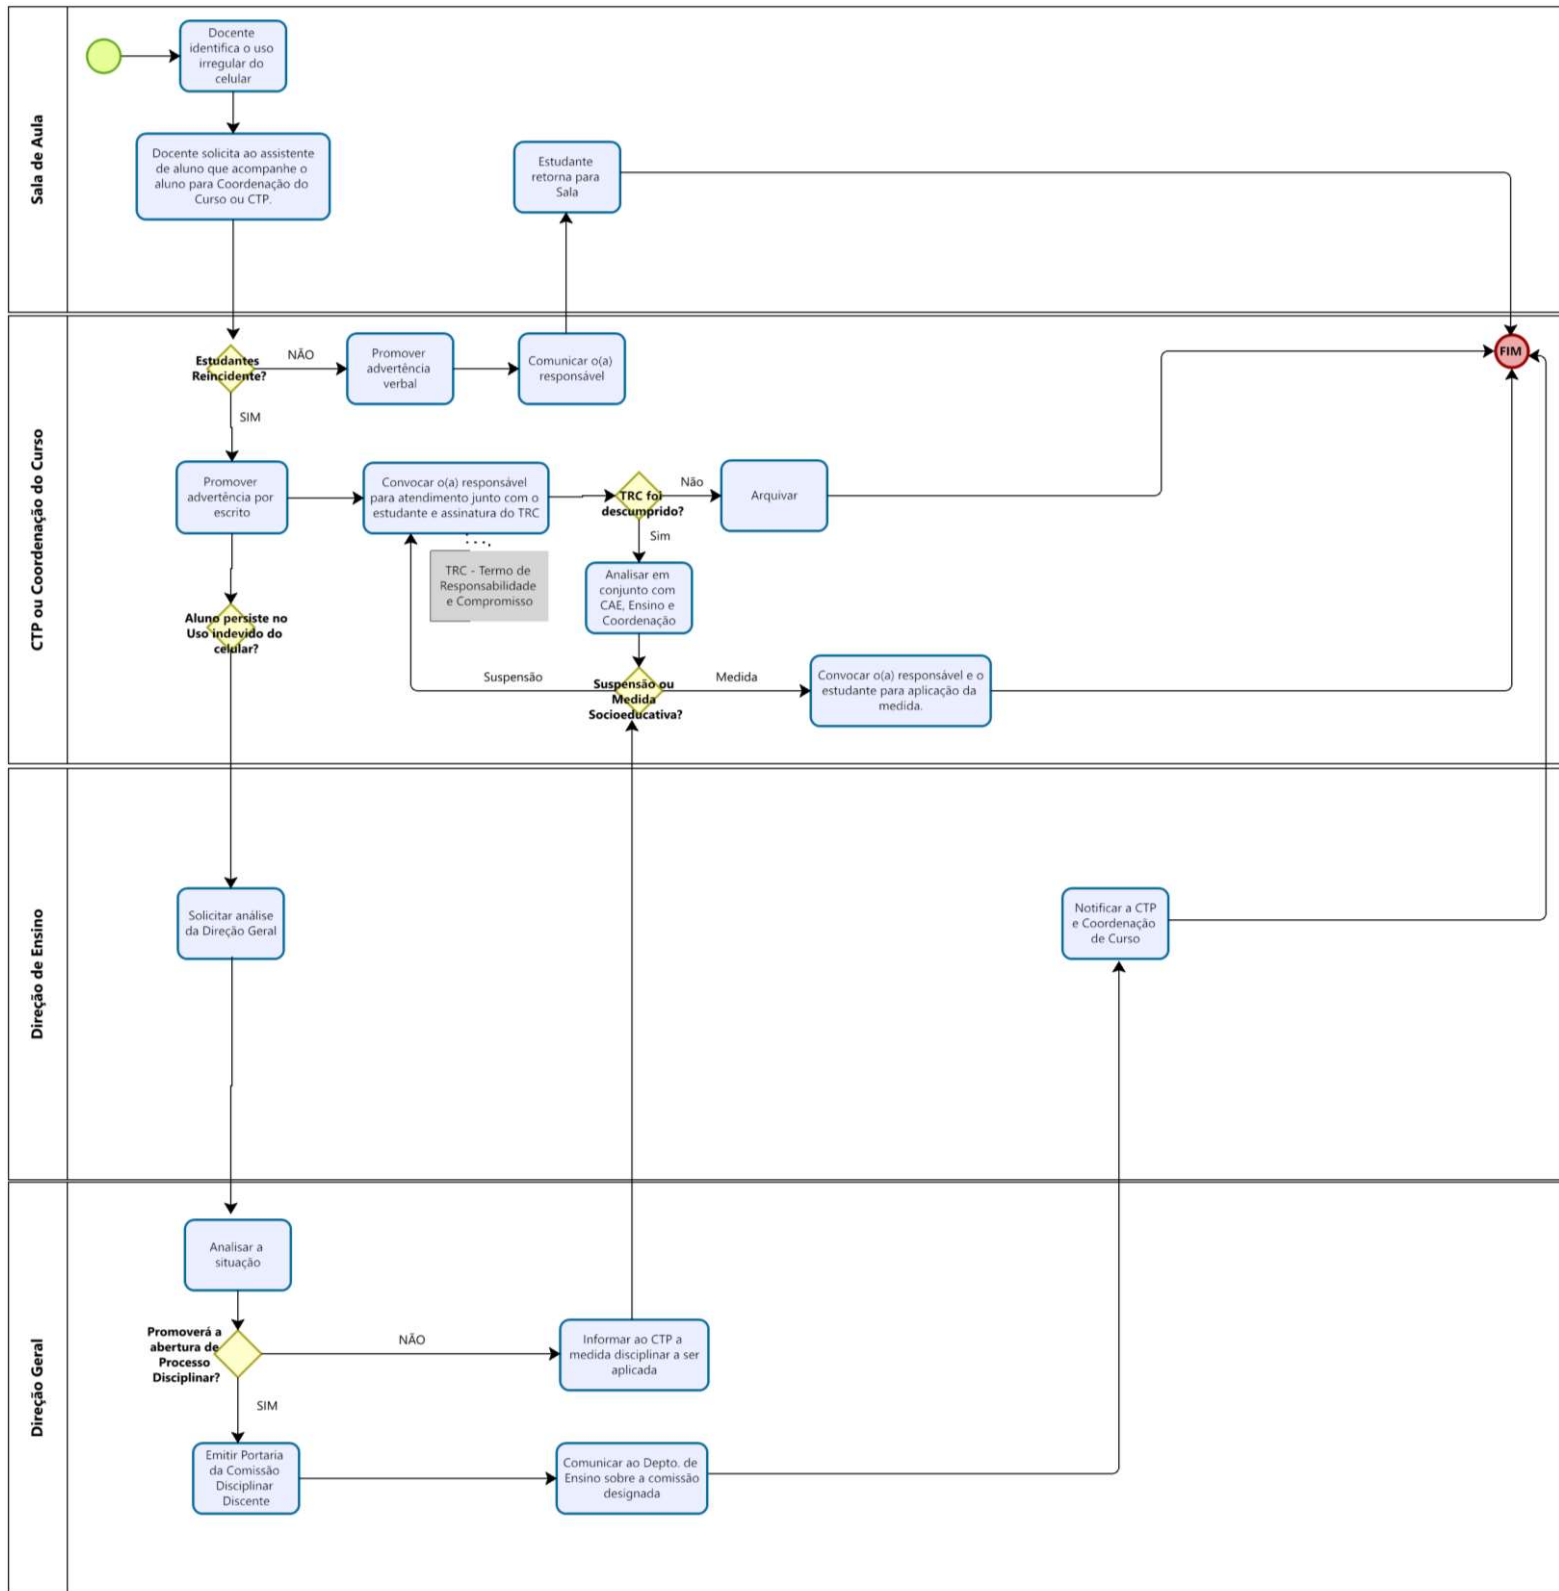 Sala de Aula
Docente
identifica o uso
irregular do
celular
Docente solicita ao assistente
de aluno que acompanhe o
aluno para Coordenação do
Curso ou CTP.
Estudante
retorna para
Sala
CTP ou Coordenação do Curso
Estudantes
Reincidente?
NÃO
Promover
advertência
verbal
Comunicar o(a)
responsável
FIM
SIM
Promover
advertência por
escrito
Convocar o(a) responsável
para atendimento junto com o
estudante e assinatura do TRC
TRC foi
descumprido?
Não
Arquivar
Sim
TRC - Termo de
Responsabilidade
e Compromisso
Analisar em
conjunto com
CAE, Ensino e
Coordenação
Aluno persiste no
Uso indevido do
celular?
Suspensão
Suspensão ou
Medida
Socioeducativa?
Medida
Convocar o(a) responsável e o
estudante para aplicação da
medida.
Direção de Ensino
Solicitar análise
da Direção Geral
Notificar a CTP
e Coordenação
de Curso
Direção Geral
Analisar a
situação
Promoverá a
abertura de
Processo
Disciplinar?
NÃO
Informar ao CTP a
medida disciplinar a ser
aplicada
SIM
Emitir Portaria
da Comissão
Disciplinar
Discente
Comunicar ao Depto. de
Ensino sobre a comissão
designada